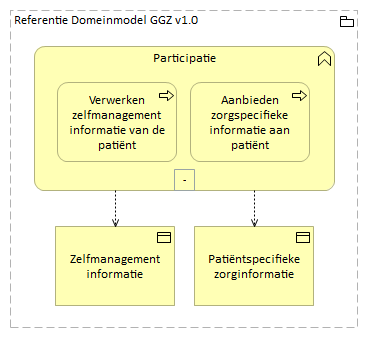 Referentie Domeinmodel GGZ v1.0
Participatie
Verwerken
zelfmanagement
informatie van de
patiënt
Aanbieden
zorgspecifieke
informatie aan
patiënt
-
Zelfmanagement
informatie
Patiëntspecifieke
zorginformatie